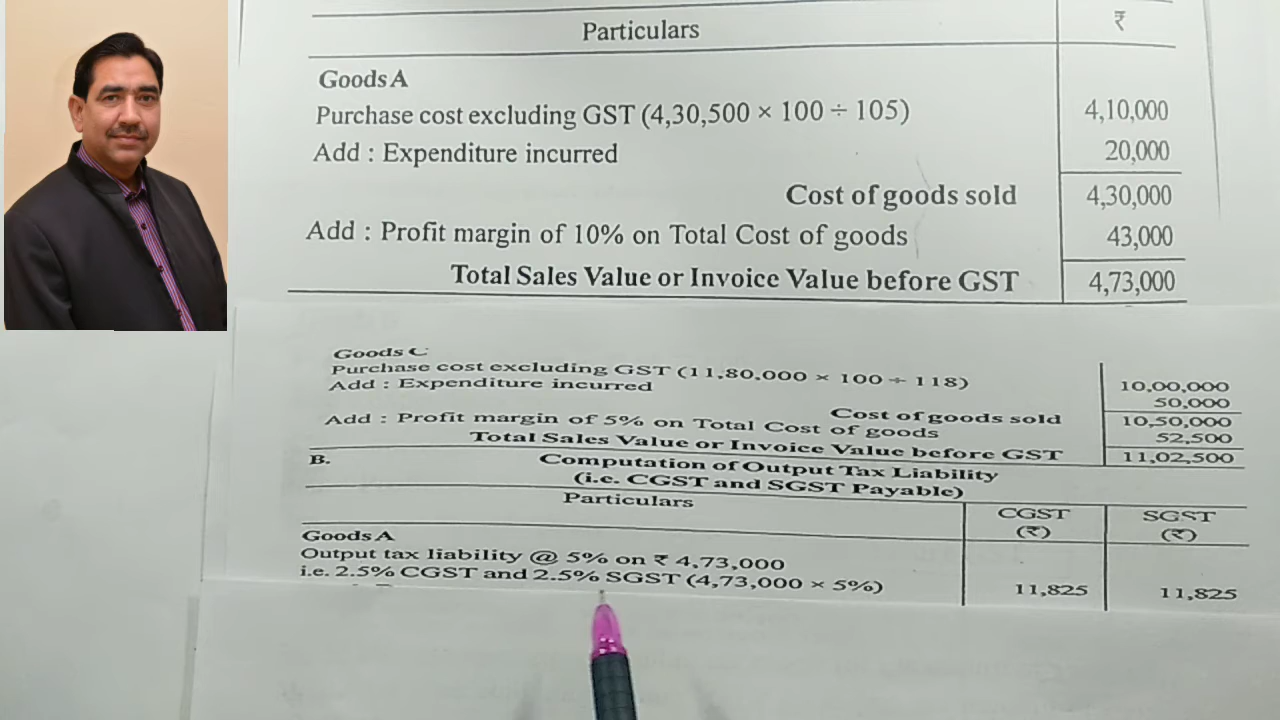 Particulars ₹
Goods A
Purchase cost excluding GST (4,30,500 × 100 ÷ 105) 4,10,000
Add : Expenditure incurred 20,000
Cost of goods sold 4,30,000
Add : Profit margin of 10% on Total Cost of goods 43,000
Total Sales Value or Invoice Value before GST 4,73,000
Goods C
Purchase cost excluding GST (11,80,000 × 100 ÷ 118) 10,00,000
Add : Expenditure incurred 50,000
Cost of goods sold 10,50,000
Add : Profit margin of 5% on Total Cost of goods 52,500
Total Sales Value or Invoice Value before GST 11,02,500
B. Computation of Output Tax Liability
(i.e. CGST and SGST Payable)
Particulars CGST (₹) SGST (₹)
Goods A
Output tax liability @ 5% on ₹ 4,73,000
i.e. 2.5% CGST and 2.5% SGST (4,73,000 × 5%) 11,825 11,825